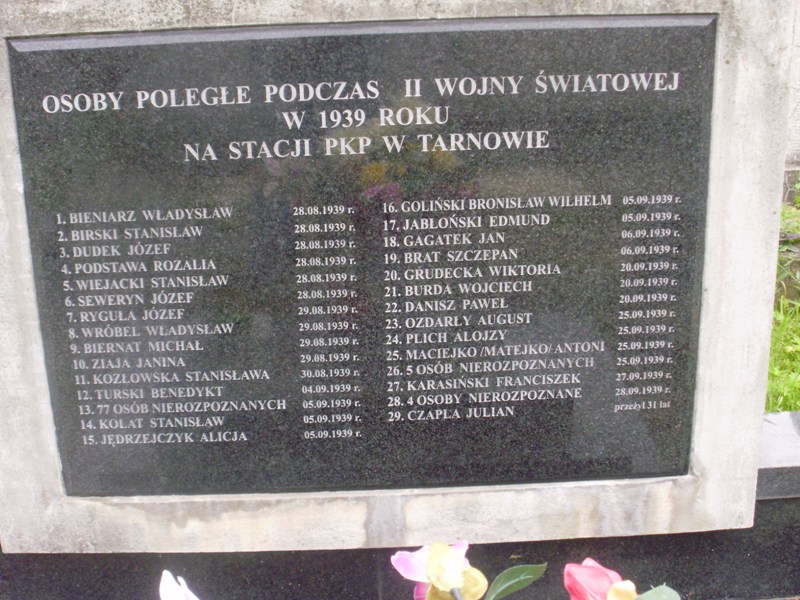 OSOBY POLEGŁE PODCZAS II WOJNY ŚWIATOWEJ
W 1939 ROKU
NA STACJI PKP W TARNOWIE
1. BIENIARZ WŁADYSŁAW 28.08.1939 r.
2. BIRSKI STANISŁAW 28.08.1939 r.
3. DUDEK JÓZEF 28.08.1939 r.
4. PODSTAWA ROZALIA 28.08.1939 r.
5. WIEJACKI STANISŁAW 28.08.1939 r.
6. SEWERYN JÓZEF 28.08.1939 r.
7. RYGUŁA JÓZEF 29.08.1939 r.
8. WRÓBEL WŁADYSŁAW 29.08.1939 r.
9. BIERNAT MICHAŁ 29.08.1939 r.
10. ZIAJA JANINA 29.08.1939 r.
11. KOZŁOWSKA STANISŁAWA 30.08.1939 r.
12. TURSKI BENEDYKT 04.09.1939 r.
13. 77 OSÓB NIEROZPOZNANYCH 05.09.1939 r.
14. KOLAT STANISŁAW 05.09.1939 r.
15. JĘDRZEJCZYK ALICJA 05.09.1939 r.
16. GOLIŃSKI BRONISŁAW WILHELM 05.09.1939 r.
17. JABŁOŃSKI EDMUND 05.09.1939 r.
18. GAGATEK JAN 06.09.1939 r.
19. BRAT SZCZEPAN 06.09.1939 r.
20. GRUDECKA WIKTORIA 20.09.1939 r.
21. BURDA WOJCIECH 20.09.1939 r.
22. DANISZ PAWEŁ 20.09.1939 r.
23. OZDARŁY AUGUST 25.09.1939 r.
24. PLICH ALOJZY 25.09.1939 r.
25. MACIEJKO /MATEJKO/ ANTONI 25.09.1939 r.
26. 5 OSÓB NIEROZPOZNANYCH 25.09.1939 r.
27. KARASIŃSKI FRANCISZEK 27.09.1939 r.
28. 4 OSOBY NIEROZPOZNANE 28.09.1939 r.
29. CZAPLA JULIAN przeżył 31 lat